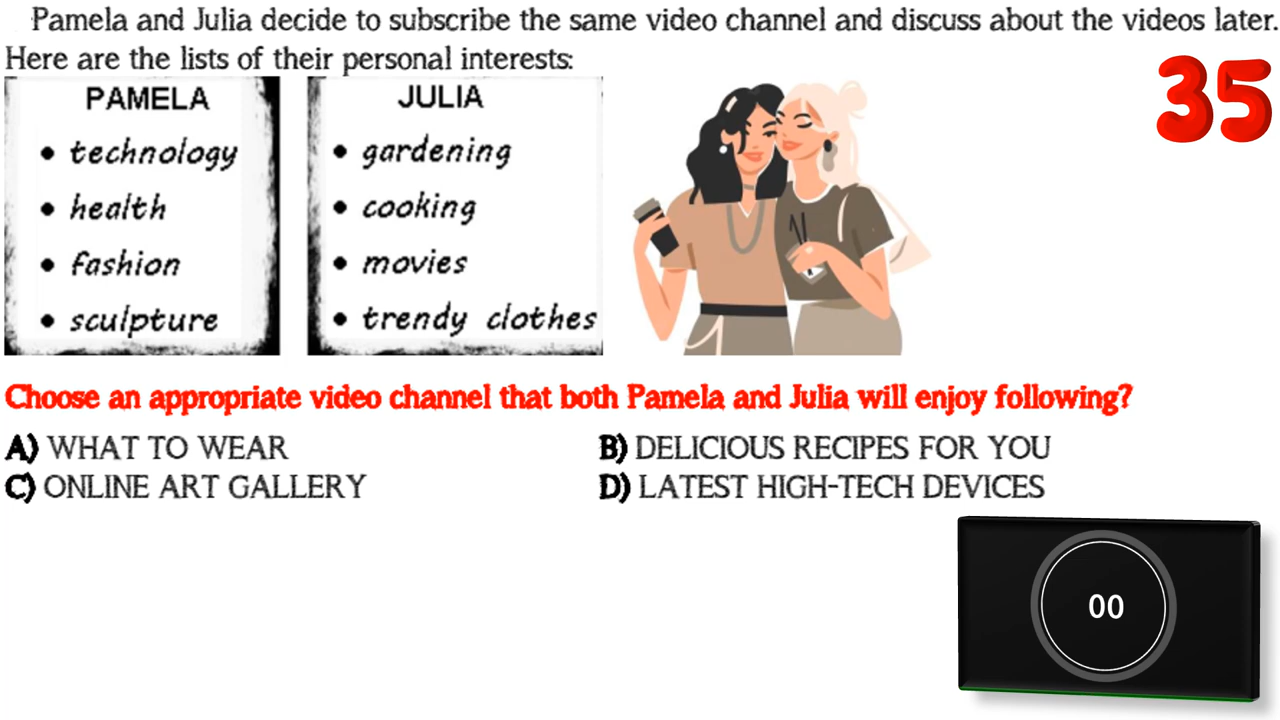 Pamela and Julia decide to subscribe the same video channel and discuss about the videos later.
Here are the lists of their personal interests:
35
PAMELA
• technology
• health
• fashion
• sculpture
JULIA
• gardening
• cooking
• movies
• trendy clothes
Choose an appropriate video channel that both Pamela and Julia will enjoy following?
A) WHAT TO WEAR
B) DELICIOUS RECIPES FOR YOU
C) ONLINE ART GALLERY
D) LATEST HIGH-TECH DEVICES
00